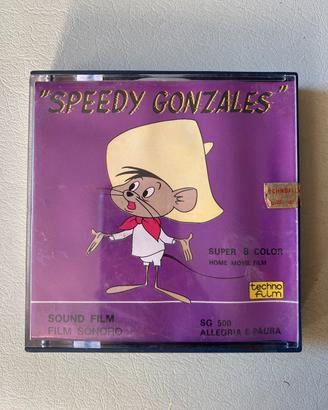 "SPEEDY GONZALES"
SUPER 8 COLOR
HOME MOVIE FILM
techno
film
SOUND FILM
FILM SONORO
SG 500
ALLEGRIA E PAURA